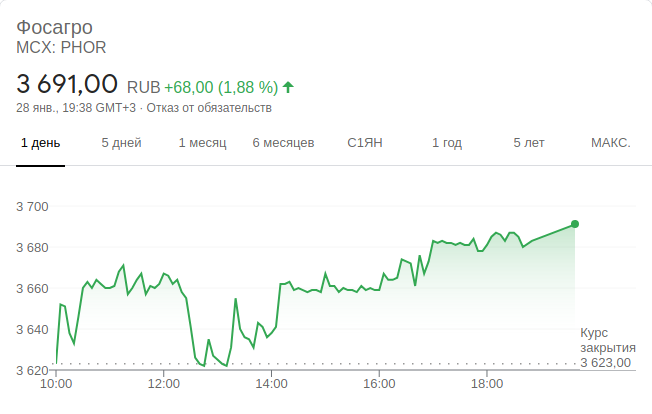 Фосагро
MCX: PHOR
3 691,00 RUB +68,00 (1,88 %)
28 янв., 19:38 GMT+3 · Отказ от обязательств
1 день 5 дней 1 месяц 6 месяцев С1ЯН 1 год 5 лет МАКС.
3 700
3 680
3 660
3 640
3 620
Курс
закрытия
3 623,00
10:00 12:00 14:00 16:00 18:00